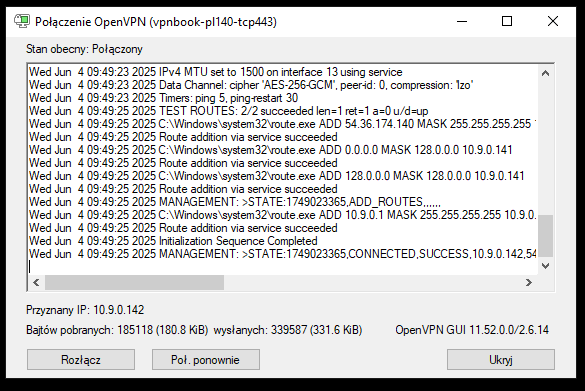 Połączenie OpenVPN (vpnbook-pl140-tcp443)
Stan obecny: Połączony
Wed Jun 4 09:49:23 2025 IPv4 MTU set to 1500 on interface 13 using service
Wed Jun 4 09:49:23 2025 Data Channel: cipher 'AES-256-GCM', peer-id: 0, compression: 'lzo'
Wed Jun 4 09:49:23 2025 Timers: ping 5, ping-restart 30
Wed Jun 4 09:49:25 2025 TEST ROUTES: 2/2 succeeded len=1 ret=1 a=0 u/d=up
Wed Jun 4 09:49:25 2025 C:\Windows\system32\route.exe ADD 54.36.174.140 MASK 255.255.255.255
Wed Jun 4 09:49:25 2025 Route addition via service succeeded
Wed Jun 4 09:49:25 2025 C:\Windows\system32\route.exe ADD 0.0.0.0 MASK 128.0.0.0 10.9.0.141
Wed Jun 4 09:49:25 2025 Route addition via service succeeded
Wed Jun 4 09:49:25 2025 C:\Windows\system32\route.exe ADD 128.0.0.0 MASK 128.0.0.0 10.9.0.141
Wed Jun 4 09:49:25 2025 Route addition via service succeeded
Wed Jun 4 09:49:25 2025 MANAGEMENT: >STATE:1749023365,ADD_ROUTES,,,,,,
Wed Jun 4 09:49:25 2025 C:\Windows\system32\route.exe ADD 10.9.0.1 MASK 255.255.255.255 10.9.0.
Wed Jun 4 09:49:25 2025 Route addition via service succeeded
Wed Jun 4 09:49:25 2025 Initialization Sequence Completed
Wed Jun 4 09:49:25 2025 MANAGEMENT: >STATE:1749023365,CONNECTED,SUCCESS,10.9.0.142,54
Przyznany IP: 10.9.0.142
Bajtów pobranych: 185118 (180.8 KiB) wysłanych: 339587 (331.6 KiB) OpenVPN GUI 11.52.0.0/2.6.14
Rozłącz Poł. ponownie Ukryj